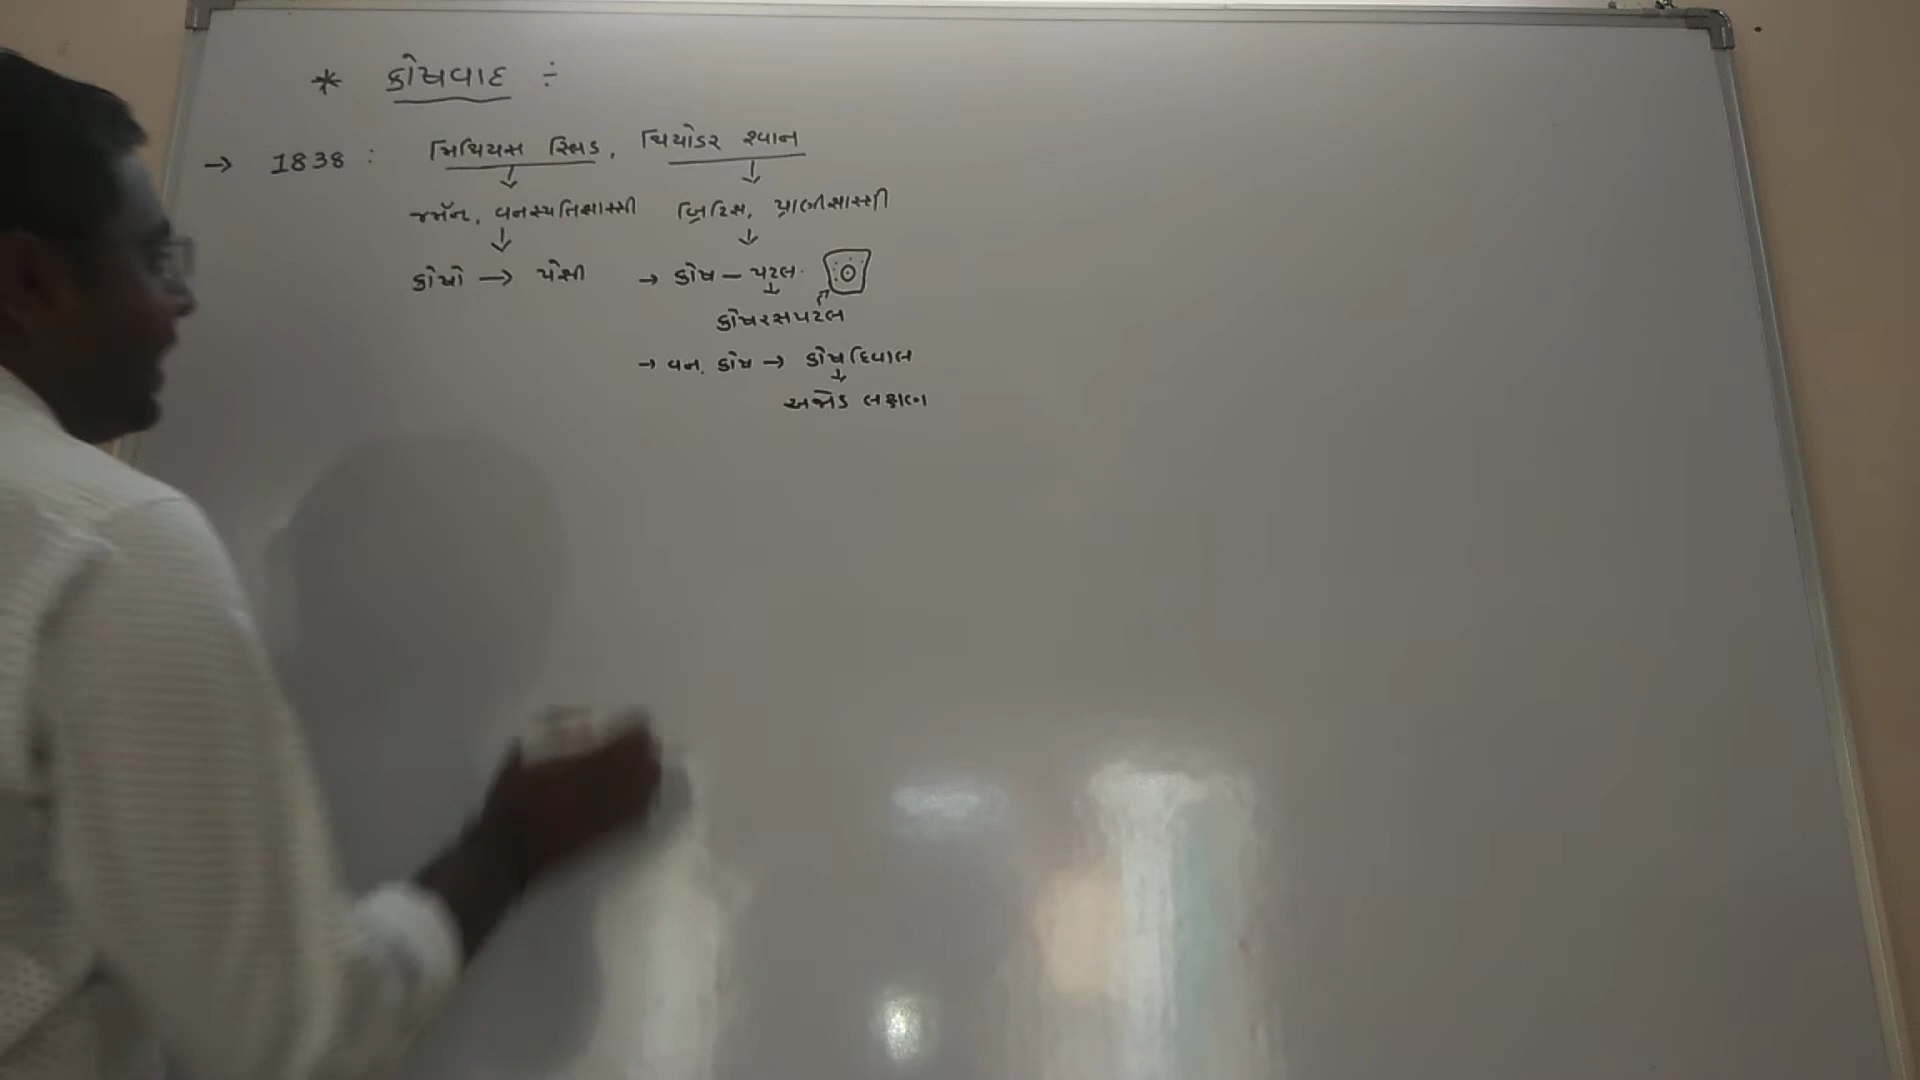 * કોષવાદ ÷
→ 1838 : મિથિયસ સ્લિડ, થિયોડર શ્વાન
↓ ↓
જર્મન, વનસ્પતિશાસ્ત્રી બ્રિટિશ, પ્રાણીશાસ્ત્રી
↓ ↓
કોષો → પેશી → કોષ – પટલ
↓
કોષરસપટલ
→ વન. કોષ → કોષદિવાલ
↓
અજોડ લક્ષણ